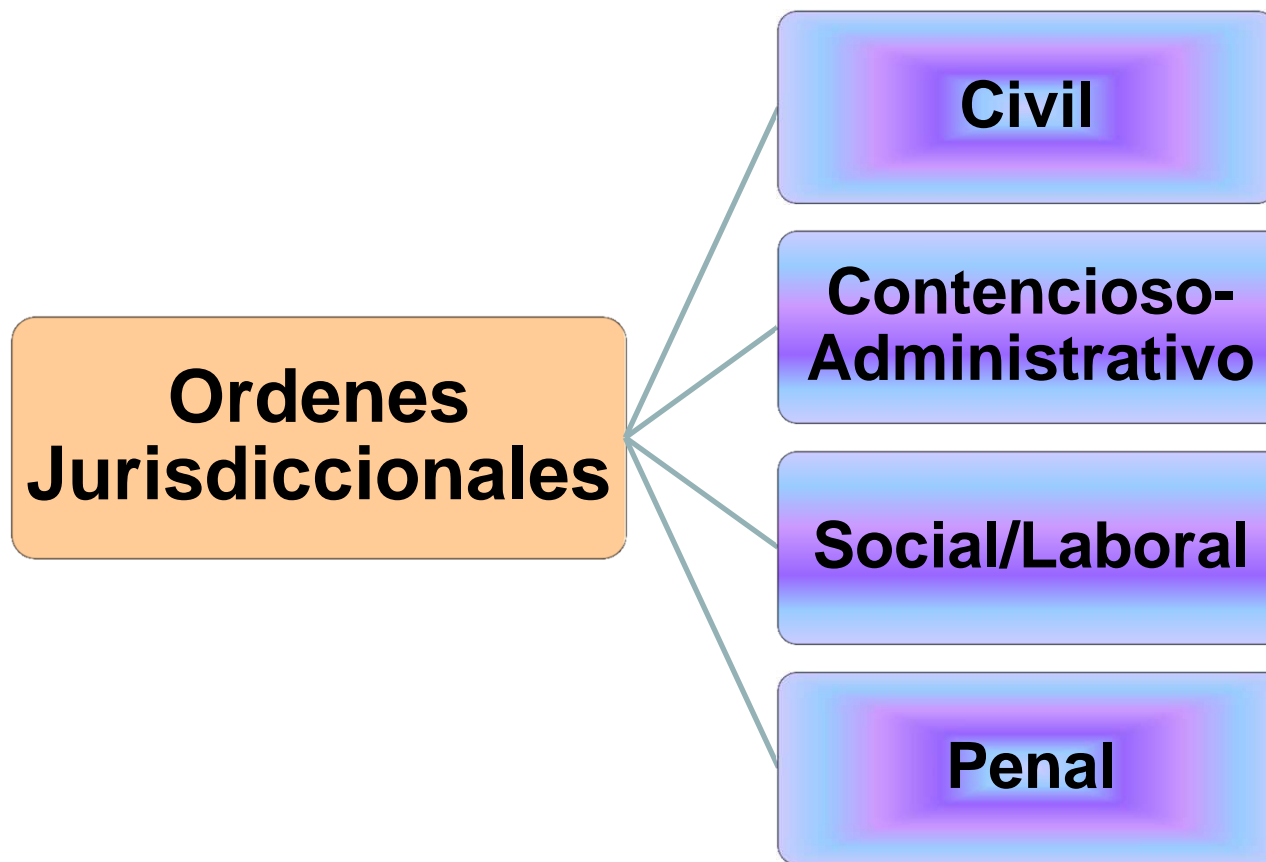 Civil
Contencioso-
Administrativo
Ordenes
Jurisdiccionales
Social/Laboral
Penal